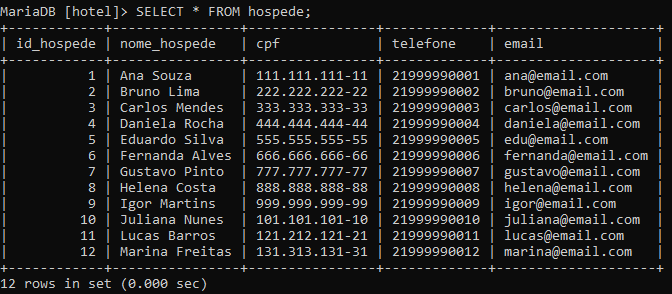 MariaDB [hotel]> SELECT * FROM hospede;
+------------+-----------------+----------------+-------------+--------------------+
| id_hospede | nome_hospede    | cpf            | telefone    | email              |
+------------+-----------------+----------------+-------------+--------------------+
|          1 | Ana Souza       | 111.111.111-11 | 21999990001 | ana@email.com      |
|          2 | Bruno Lima      | 222.222.222-22 | 21999990002 | bruno@email.com    |
|          3 | Carlos Mendes   | 333.333.333-33 | 21999990003 | carlos@email.com   |
|          4 | Daniela Rocha   | 444.444.444-44 | 21999990004 | daniela@email.com  |
|          5 | Eduardo Silva   | 555.555.555-55 | 21999990005 | edu@email.com      |
|          6 | Fernanda Alves  | 666.666.666-66 | 21999990006 | fernanda@email.com |
|          7 | Gustavo Pinto   | 777.777.777-77 | 21999990007 | gustavo@email.com  |
|          8 | Helena Costa    | 888.888.888-88 | 21999990008 | helena@email.com   |
|          9 | Igor Martins    | 999.999.999-99 | 21999990009 | igor@email.com     |
|         10 | Juliana Nunes   | 101.101.101-10 | 21999990010 | juliana@email.com  |
|         11 | Lucas Barros    | 121.212.121-21 | 21999990011 | lucas@email.com    |
|         12 | Marina Freitas  | 131.313.131-31 | 21999990012 | marina@email.com   |
+------------+-----------------+----------------+-------------+--------------------+
12 rows in set (0.000 sec)